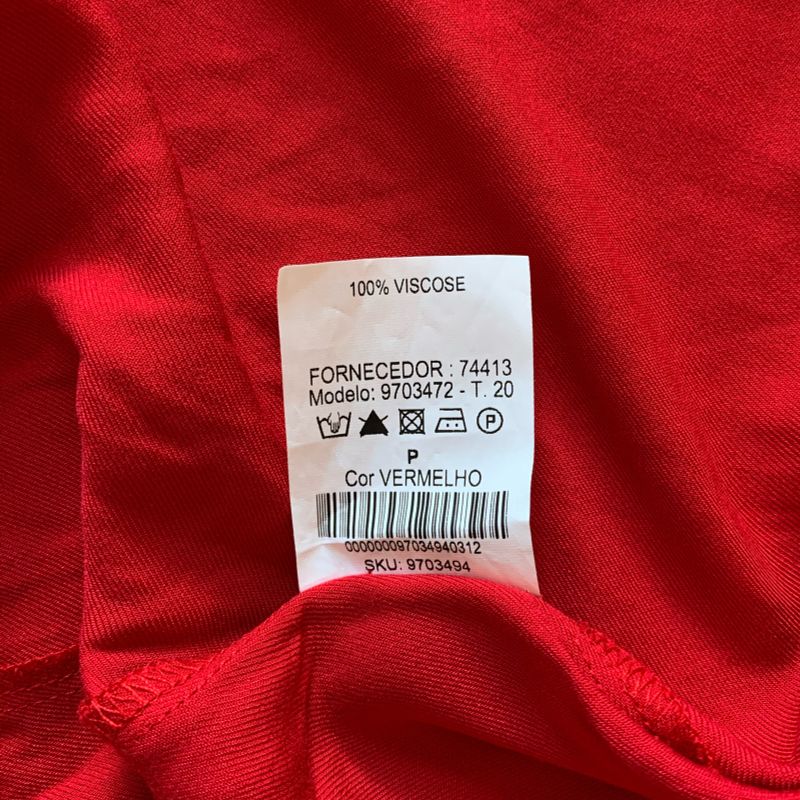 100% VISCOSE
FORNECEDOR : 74413
Modelo: 9703472 - T. 20
P
P
Cor VERMELHO
000000097034940312
SKU: 9703494